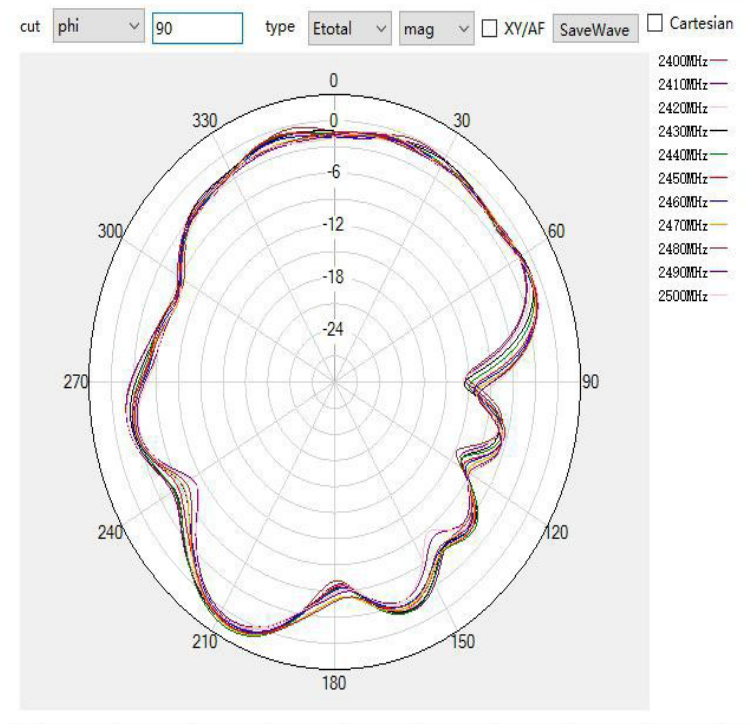 cut phi 90 type Etotal mag XY/AF SaveWave Cartesian
2400MHz
2410MHz
2420MHz
2430MHz
2440MHz
2450MHz
2460MHz
2470MHz
2480MHz
2490MHz
2500MHz
0
330 0 30
-6
300 -12 60
-18
-24
270 90
240 120
210 150
180